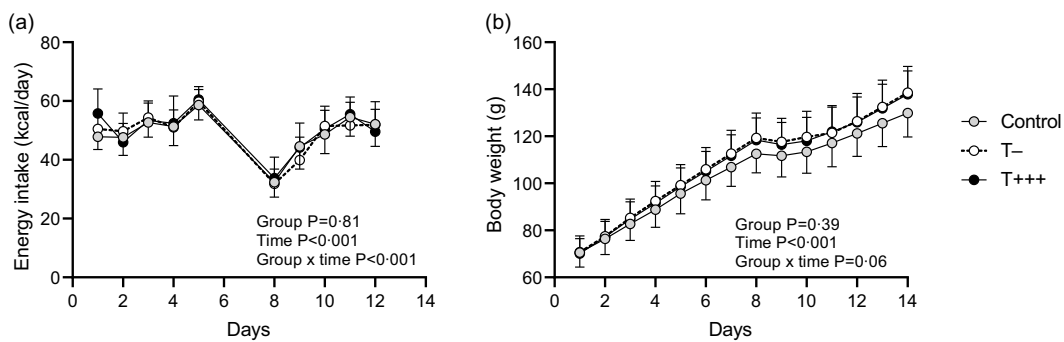 (a)
80
60
40
20
0
Energy intake (kcal/day)
Group P=0·81
Time P<0·001
Group x time P<0·001
0 2 4 6 8 10 12 14
Days
(b)
160
140
120
100
80
60
Body weight (g)
Group P=0·39
Time P<0·001
Group x time P=0·06
0 2 4 6 8 10 12 14
Days
Control
T–
T+++